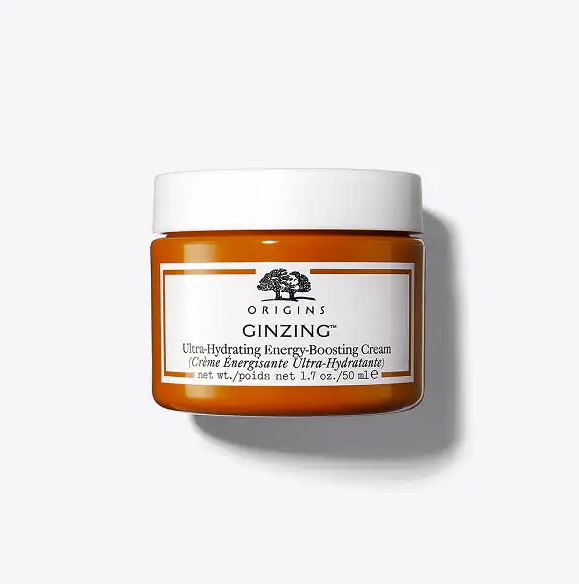 ORIGINS
GINZING™
Ultra-Hydrating Energy-Boosting Cream
(Crème Énergisante Ultra-Hydratante)
net wt./poids net 1.7 oz./50 ml ℮